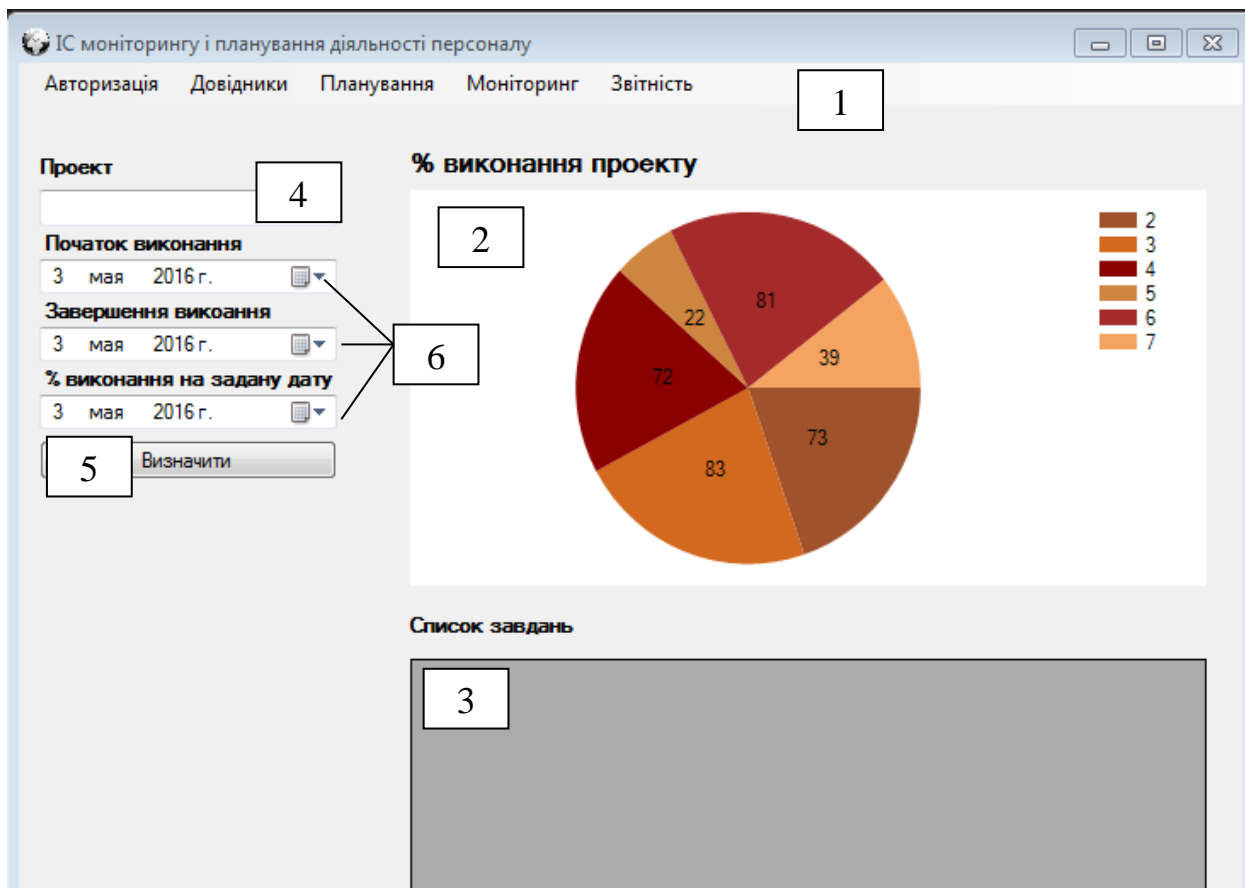 ІС моніторингу і планування діяльності персоналу
Авторизація Довідники Планування Моніторинг Звітність
1
Проект
4
Початок виконання
3 мая 2016 г.
Завершення викоання
3 мая 2016 г.
6
% виконання на задану дату
3 мая 2016 г.
5
Визначити
% виконання проекту
2
81
22
39
72
73
83
2
3
4
5
6
7
Список завдань
3